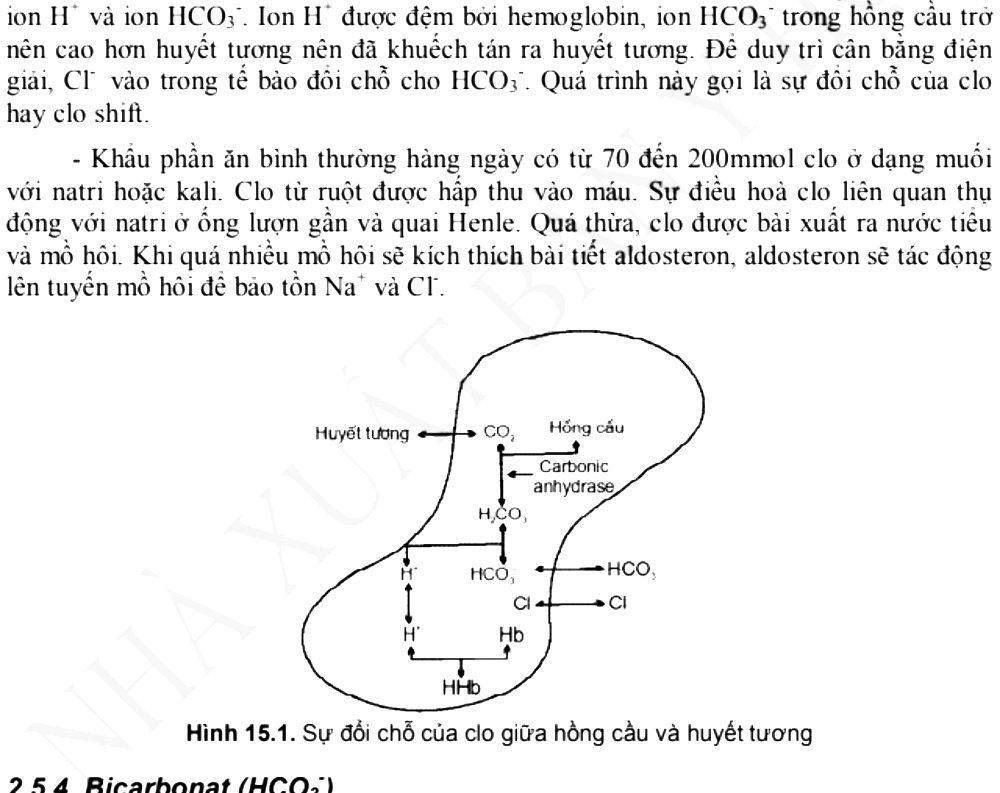 ion H⁺ và ion HCO₃⁻. Ion H⁺ được đệm bởi hemoglobin, ion HCO₃⁻ trong hồng cầu trở
nên cao hơn huyết tương nên đã khuếch tán ra huyết tương. Để duy trì cân bằng điện
giải, Cl⁻ vào trong tế bào đổi chỗ cho HCO₃⁻. Quá trình này gọi là sự đổi chỗ của clo
hay clo shift.
- Khẩu phần ăn bình thường hàng ngày có từ 70 đến 200mmol clo ở dạng muối
với natri hoặc kali. Clo từ ruột được hấp thu vào máu. Sự điều hoà clo liên quan thụ
động với natri ở ống lượn gần và quai Henle. Quá thừa, clo được bài xuất ra nước tiểu
và mồ hôi. Khi quá nhiều mồ hôi sẽ kích thích bài tiết aldosteron, aldosteron sẽ tác động
lên tuyến mồ hôi để bảo tồn Na⁺ và Cl⁻.
Huyết tương CO₂ Hồng cầu
Carbonic
anhydrase
H₂CO₃
H⁺ HCO₃ HCO₃
Cl Cl
H⁺ Hb
HHb
Hình 15.1. Sự đổi chỗ của clo giữa hồng cầu và huyết tương
2.5.4. Bicarbonat (HCO₃⁻)
NHÀ XUẤT BẢN Y